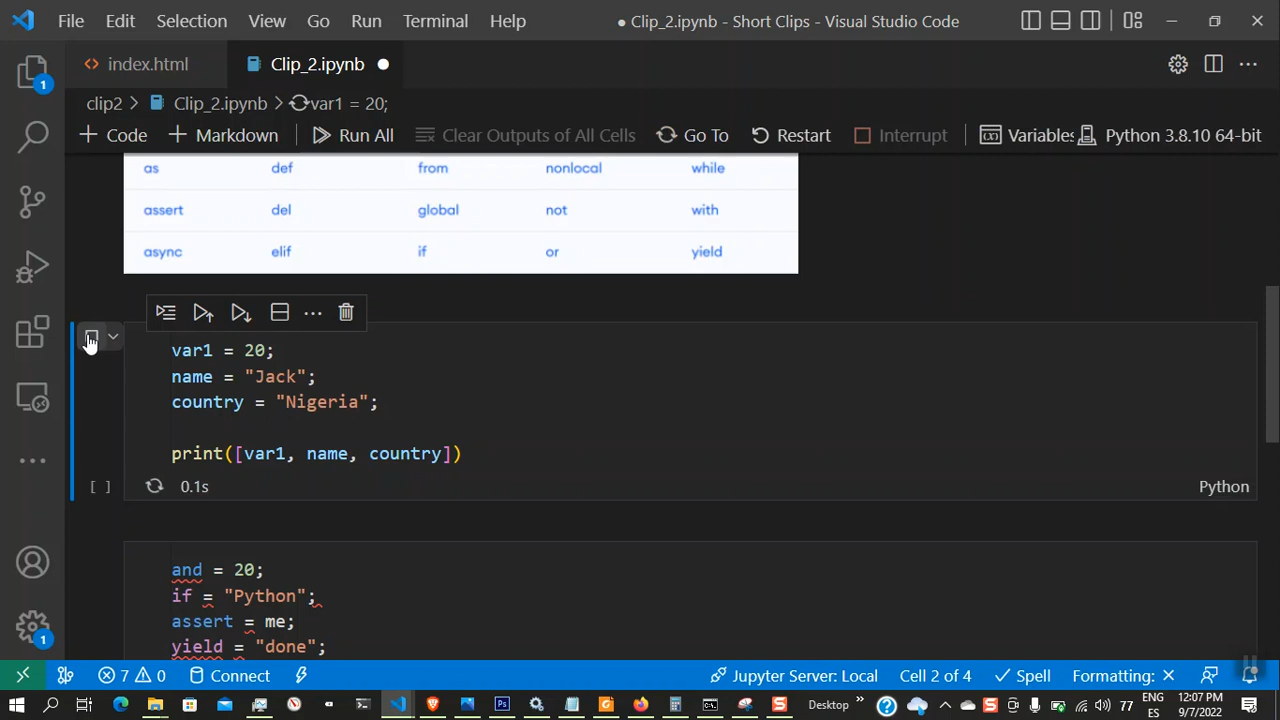 File Edit Selection View Go Run Terminal Help ● Clip_2.ipynb - Short Clips - Visual Studio Code
index.html Clip_2.ipynb
clip2 > Clip_2.ipynb > var1 = 20;
+ Code + Markdown Run All Clear Outputs of All Cells Go To Restart Interrupt Variables Python 3.8.10 64-bit
as def from nonlocal while
assert del global not with
async elif if or yield
var1 = 20;
name = "Jack";
country = "Nigeria";
print([var1, name, country])
[ ] 0.1s Python
and = 20;
if = "Python";
assert = me;
yield = "done";
1
1
7 0 Connect Jupyter Server: Local Cell 2 of 4 Spell Formatting: ×
Ps Desktop » 77 ENG 12:07 PM
ES 9/7/2022